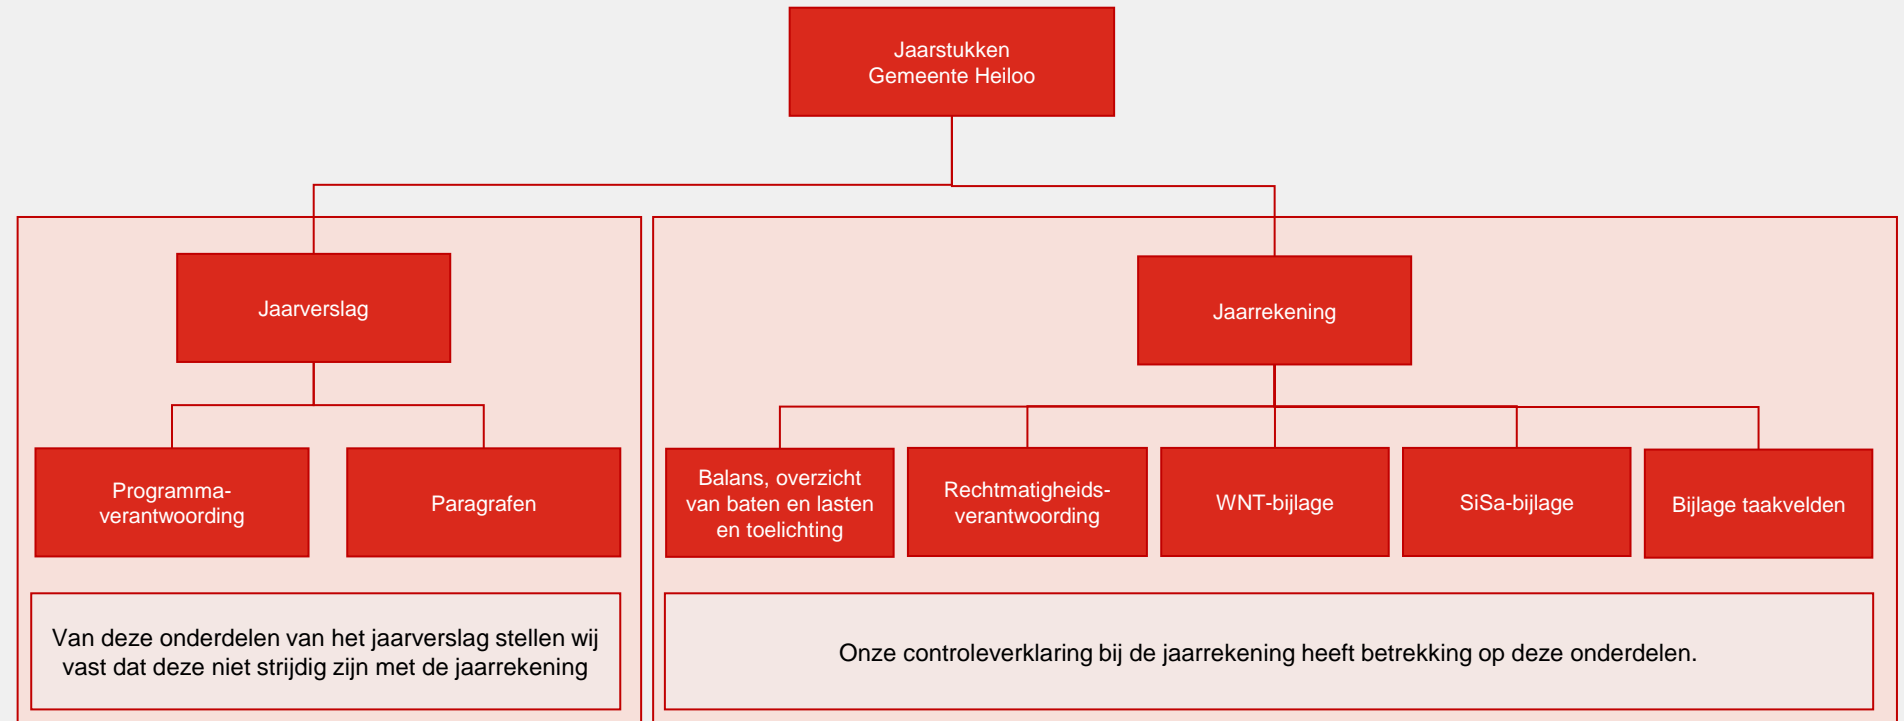 Jaarstukken
Gemeente Heiloo
Jaarverslag
Jaarrekening
Programma-
verantwoording
Paragrafen
Balans, overzicht
van baten en lasten
en toelichting
Rechtmatigheids-
verantwoording
WNT-bijlage
SiSa-bijlage
Bijlage taakvelden
Van deze onderdelen van het jaarverslag stellen wij
vast dat deze niet strijdig zijn met de jaarrekening
Onze controleverklaring bij de jaarrekening heeft betrekking op deze onderdelen.